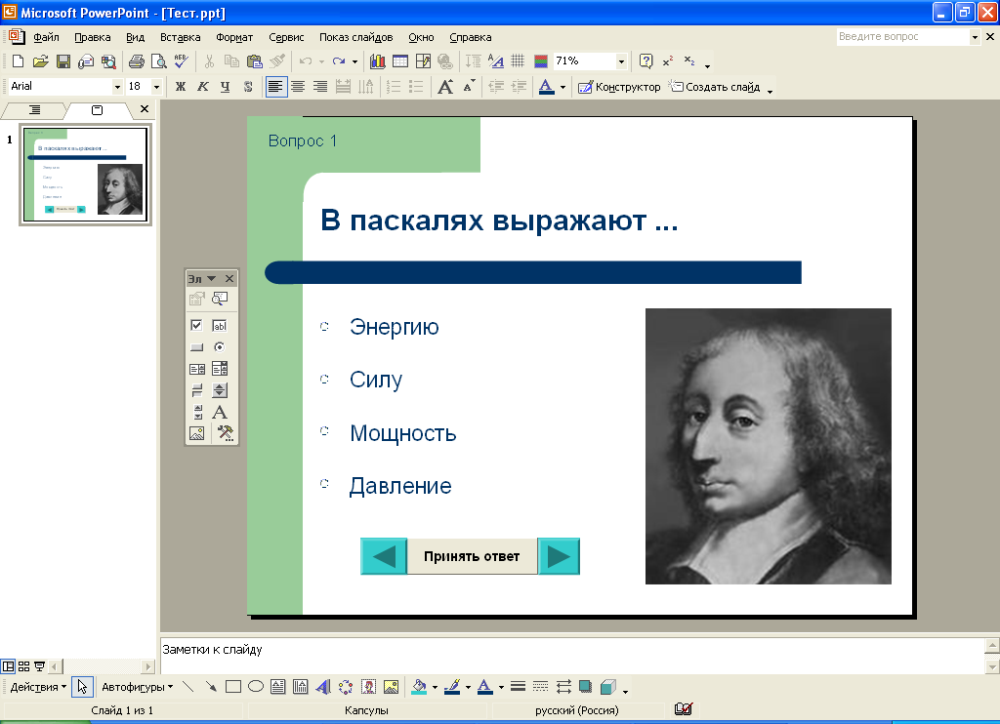 Microsoft PowerPoint - [Тест.ppt]
Файл Правка Вид Вставка Формат Сервис Показ слайдов Окно Справка Введите вопрос
71%
Arial 18 Ж К Ч S Конструктор Создать слайд
1
Вопрос 1
В паскалях выражают ...
Эл
Энергию
Силу
Мощность
Давление
Принять ответ
Заметки к слайду
Действия Автофигуры
Слайд 1 из 1 Капсулы русский (Россия)